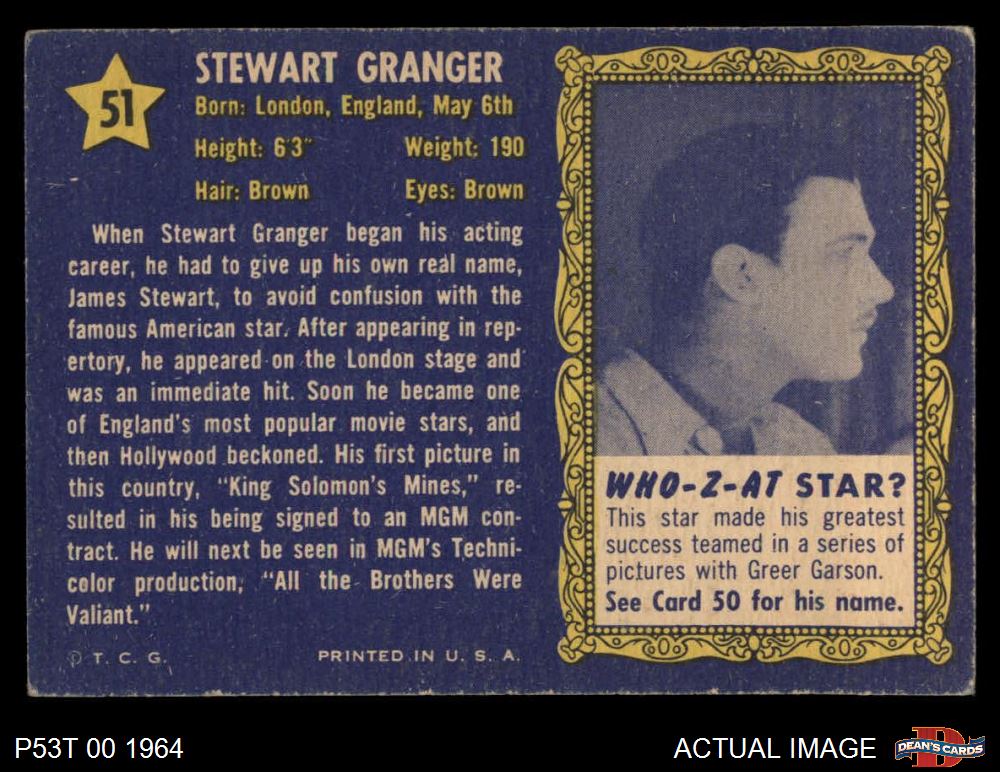 51
STEWART GRANGER
Born: London, England, May 6th
Height: 6'3" Weight: 190
Hair: Brown Eyes: Brown
When Stewart Granger began his acting
career, he had to give up his own real name,
James Stewart, to avoid confusion with the
famous American star. After appearing in rep-
ertory, he appeared on the London stage and
was an immediate hit. Soon he became one
of England's most popular movie stars, and
then Hollywood beckoned. His first picture in
this country, "King Solomon's Mines," re-
sulted in his being signed to an MGM con-
tract. He will next be seen in MGM's Techni-
color production, "All the Brothers Were
Valiant."
© T. C. G. PRINTED IN U. S. A.
WHO-Z-AT STAR?
This star made his greatest
success teamed in a series of
pictures with Greer Garson.
See Card 50 for his name.
P53T 00 1964
ACTUAL IMAGE
D
DEAN'S CARDS